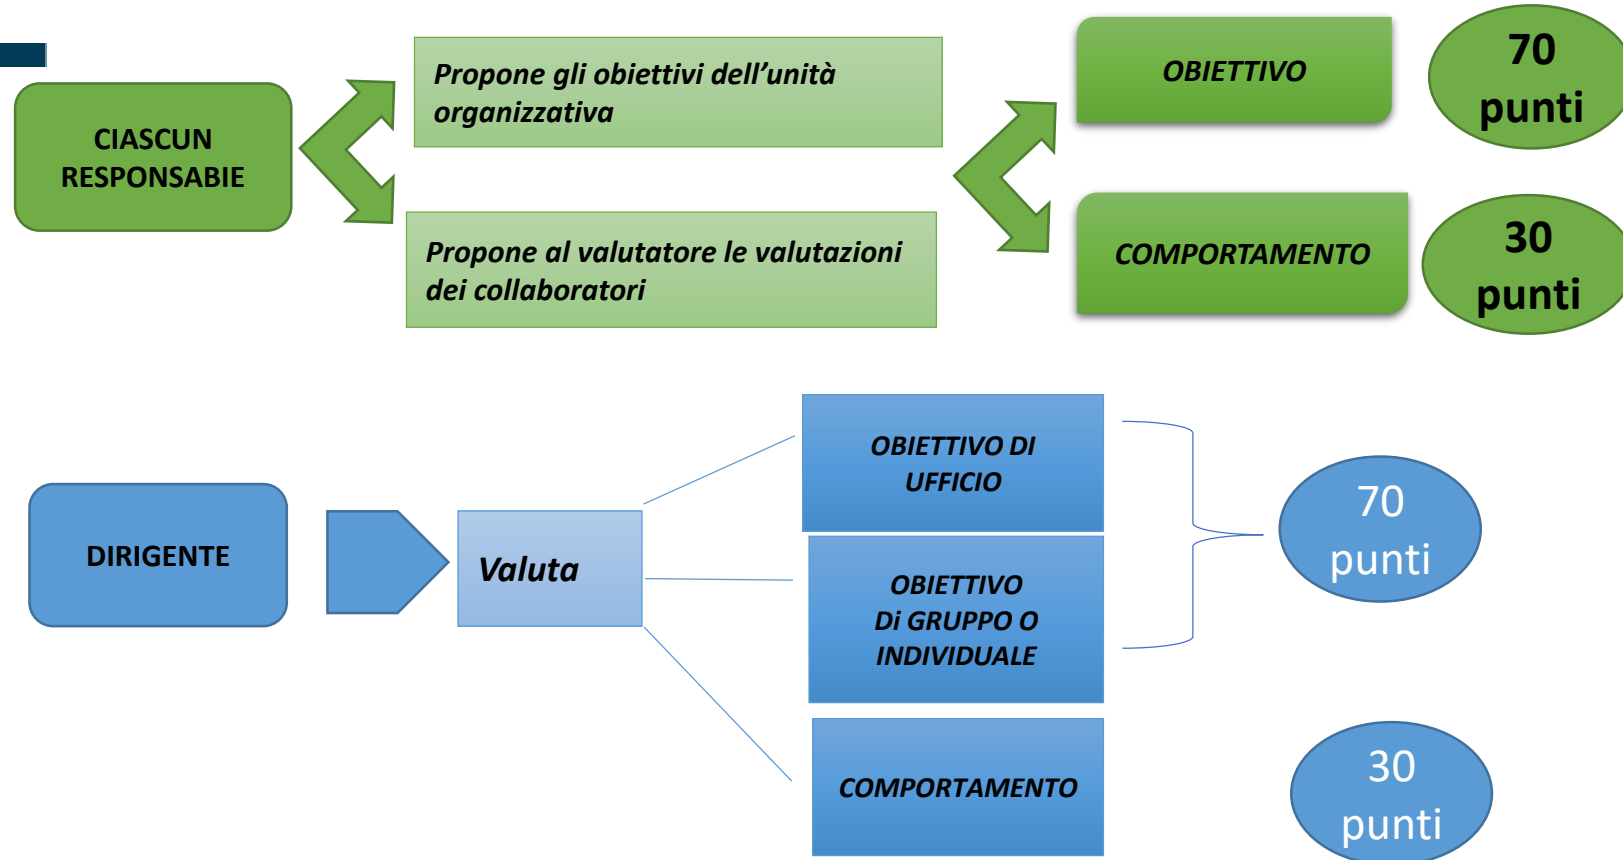 CIASCUN
RESPONSABIE
Propone gli obiettivi dell’unità
organizzativa
Propone al valutatore le valutazioni
dei collaboratori
OBIETTIVO
70
punti
COMPORTAMENTO
30
punti
DIRIGENTE
Valuta
OBIETTIVO DI
UFFICIO
OBIETTIVO
Di GRUPPO O
INDIVIDUALE
70
punti
COMPORTAMENTO
30
punti